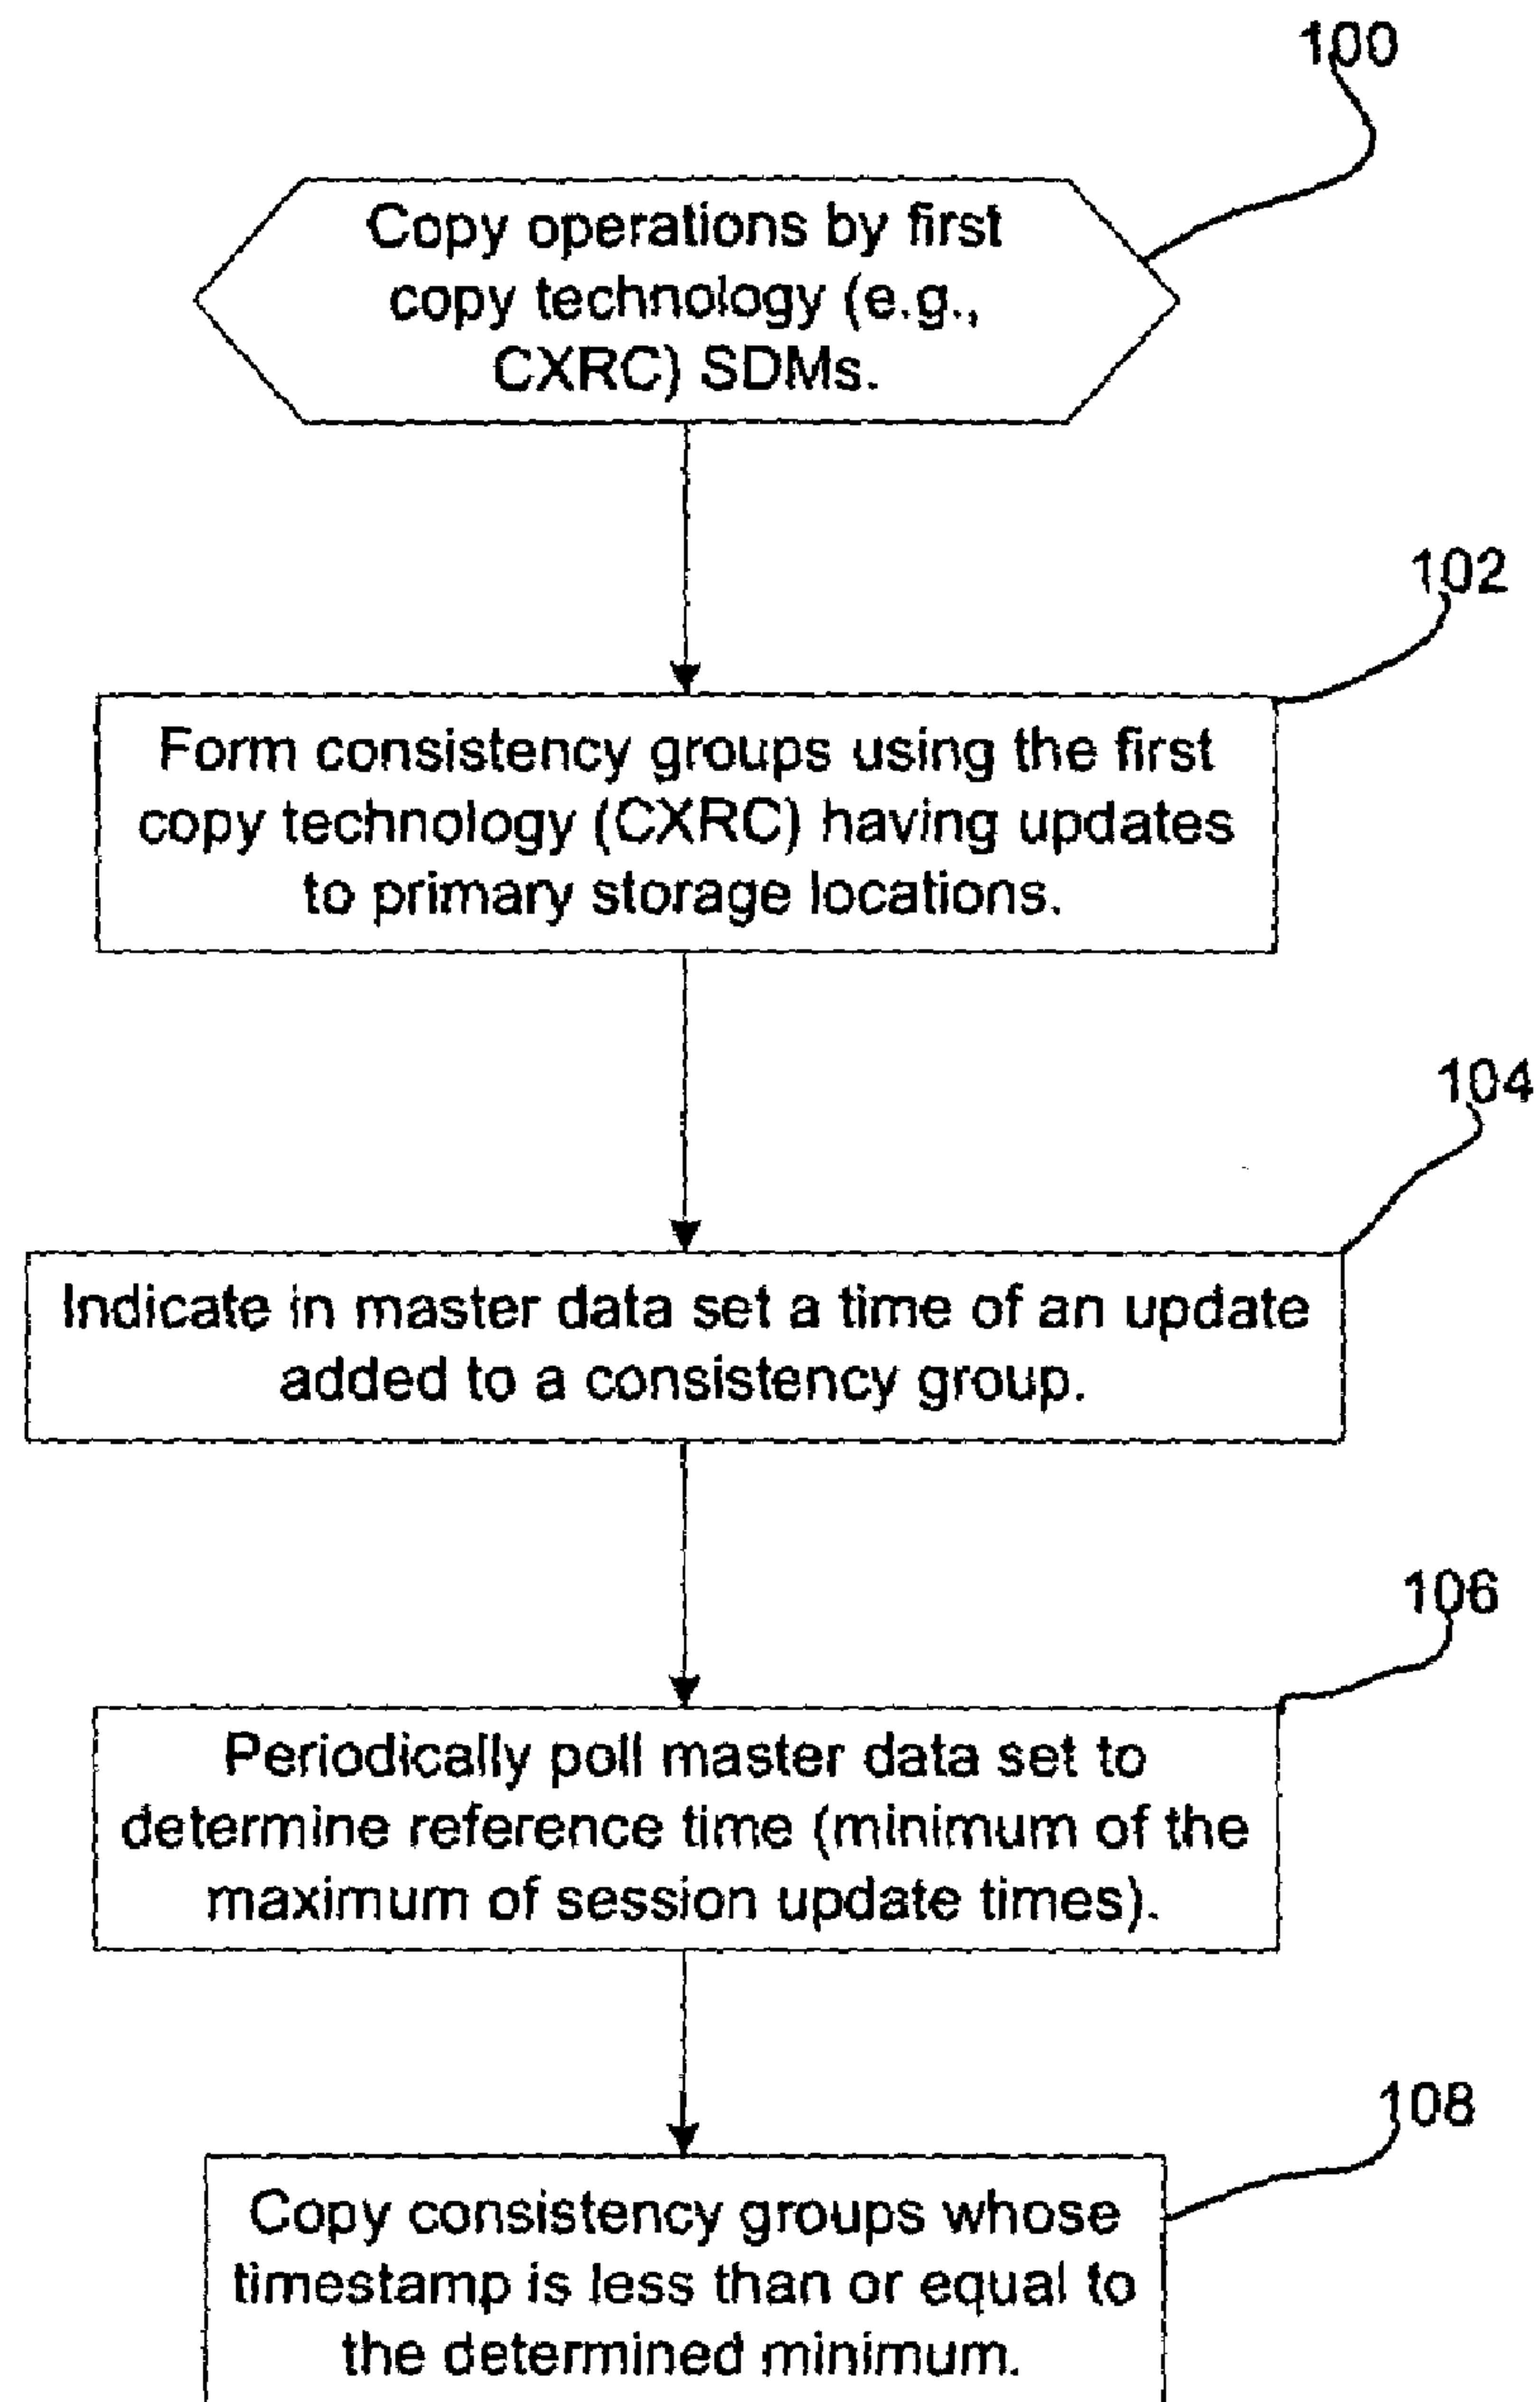 100
Copy operations by first
copy technology (e.g.,
CXRC) SDMs.
102
Form consistency groups using the first
copy technology (CXRC) having updates
to primary storage locations.
104
Indicate in master data set a time of an update
added to a consistency group.
106
Periodically poll master data set to
determine reference time (minimum of the
maximum of session update times).
108
Copy consistency groups whose
timestamp is less than or equal to
the determined minimum.